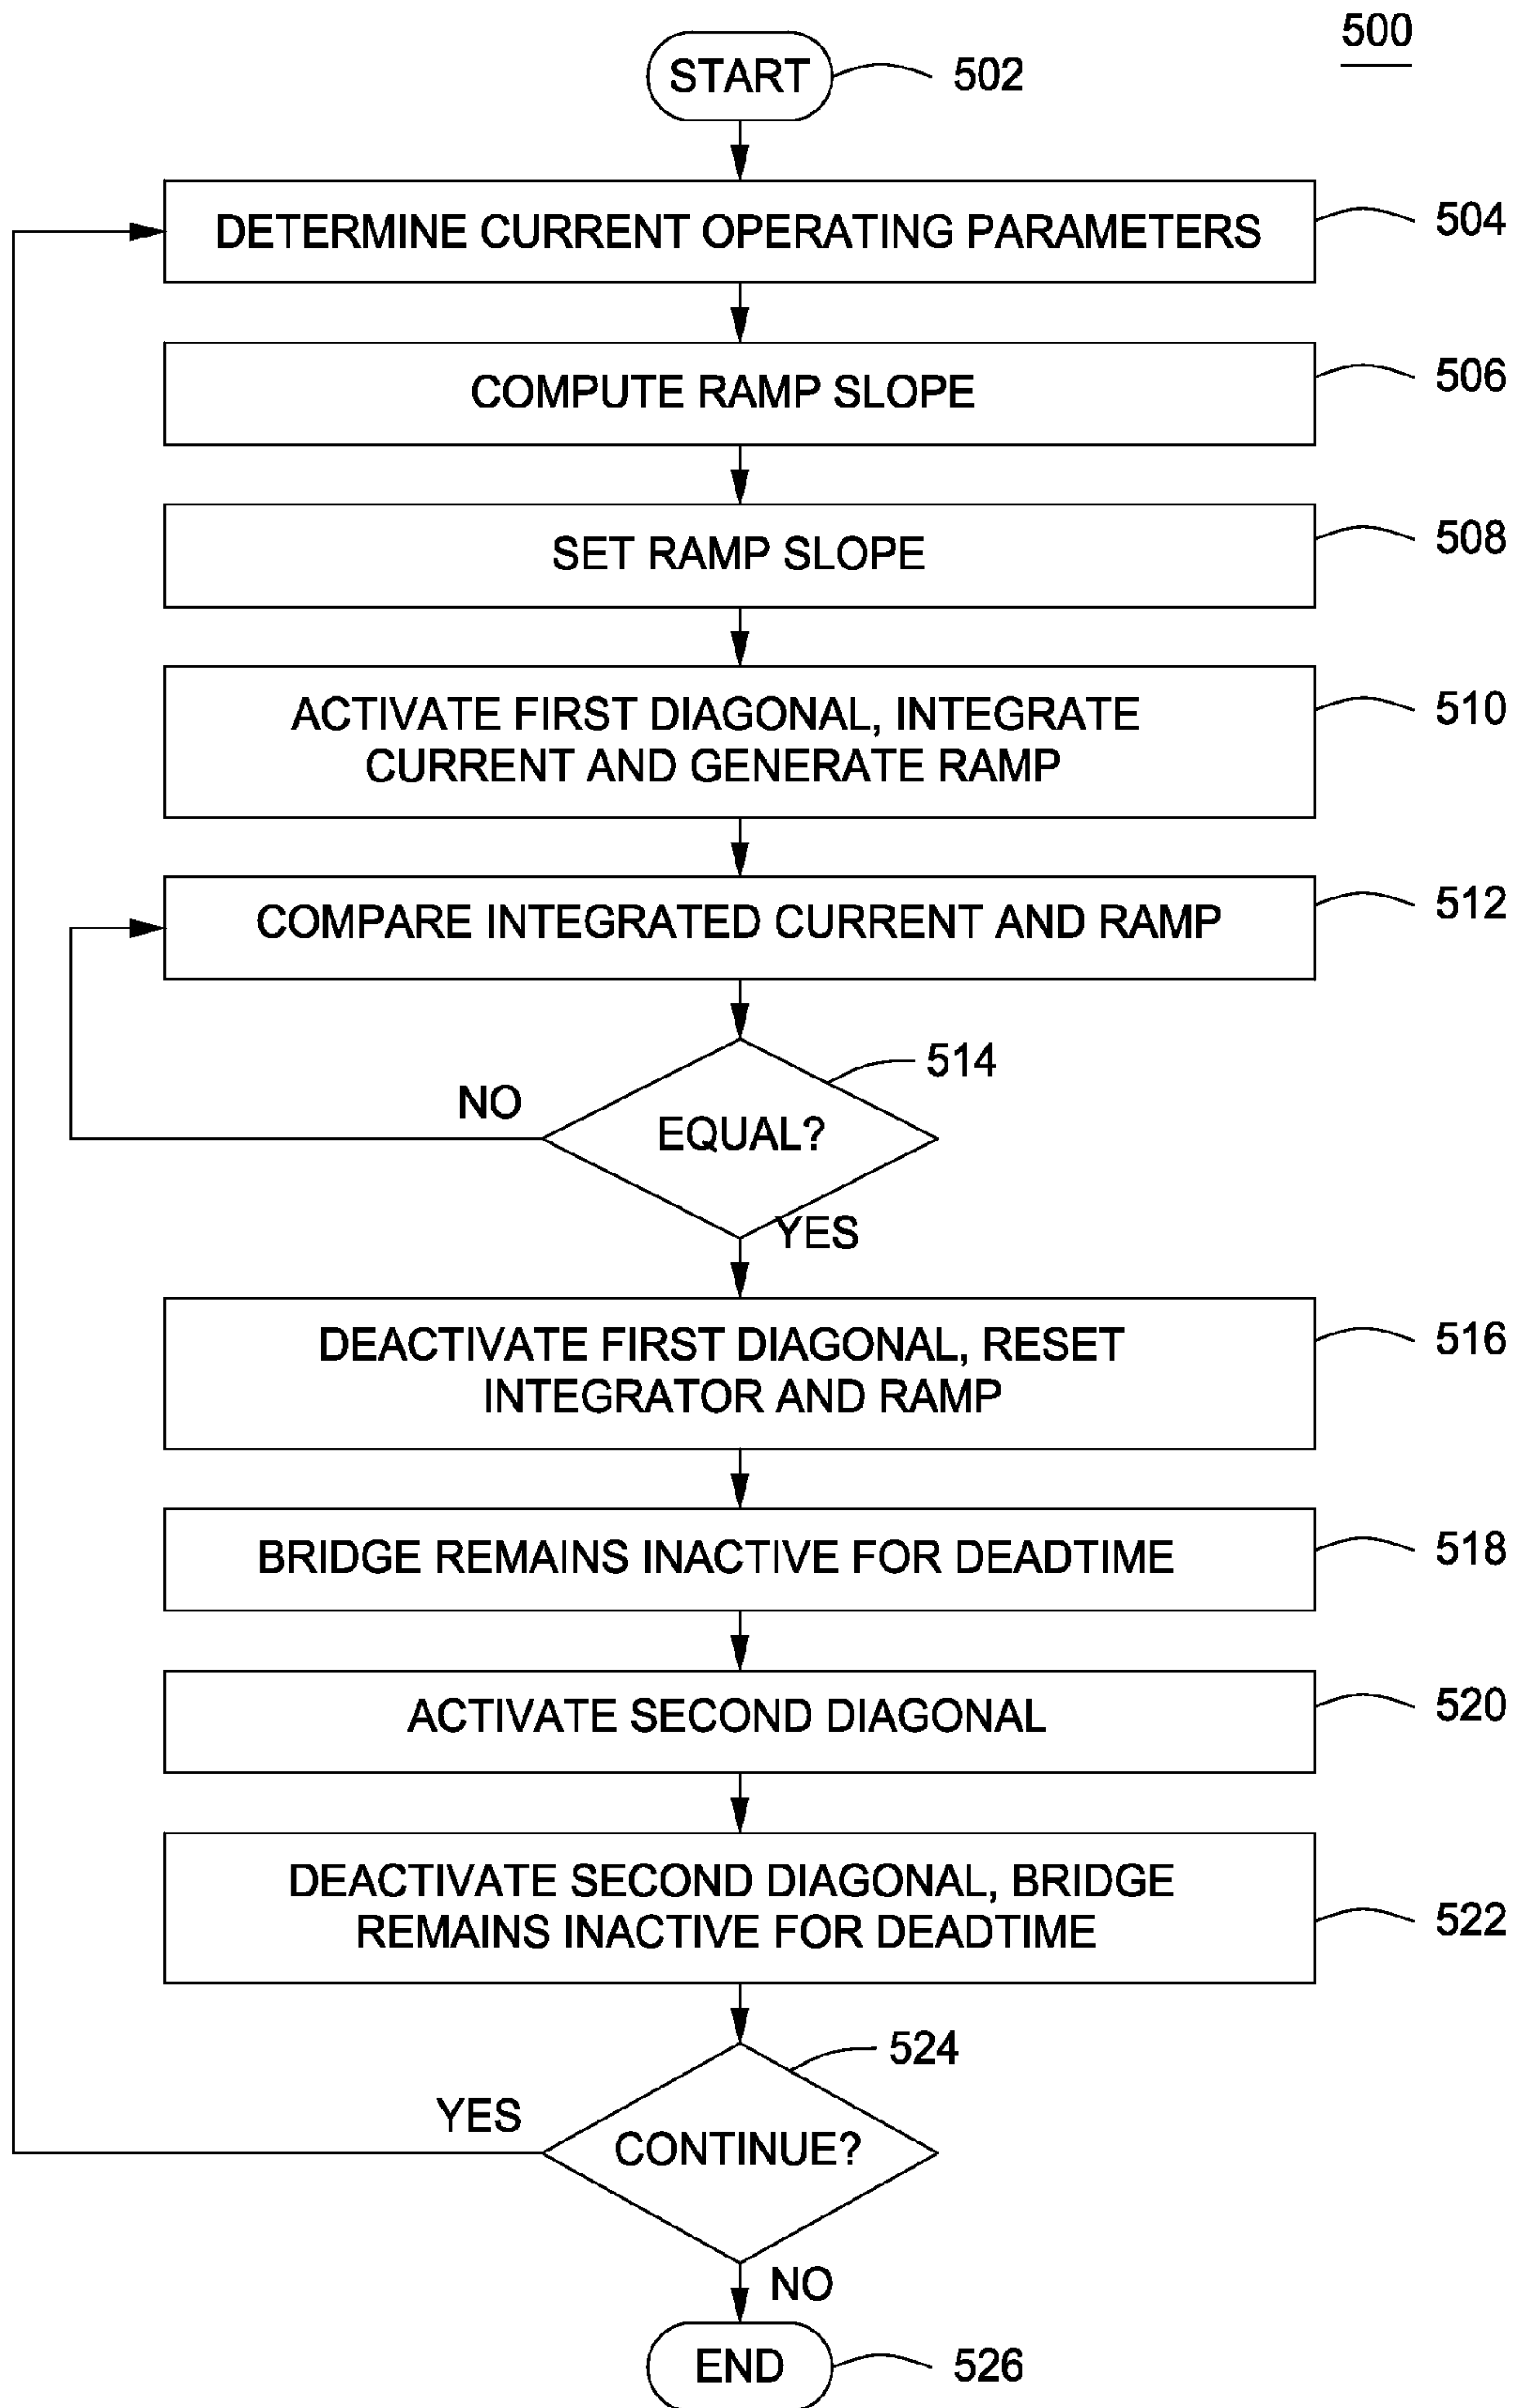 500
START
502
DETERMINE CURRENT OPERATING PARAMETERS
504
COMPUTE RAMP SLOPE
506
SET RAMP SLOPE
508
ACTIVATE FIRST DIAGONAL, INTEGRATE
CURRENT AND GENERATE RAMP
510
COMPARE INTEGRATED CURRENT AND RAMP
512
514
NO
EQUAL?
YES
DEACTIVATE FIRST DIAGONAL, RESET
INTEGRATOR AND RAMP
516
BRIDGE REMAINS INACTIVE FOR DEADTIME
518
ACTIVATE SECOND DIAGONAL
520
DEACTIVATE SECOND DIAGONAL, BRIDGE
REMAINS INACTIVE FOR DEADTIME
522
524
YES
CONTINUE?
NO
END
526